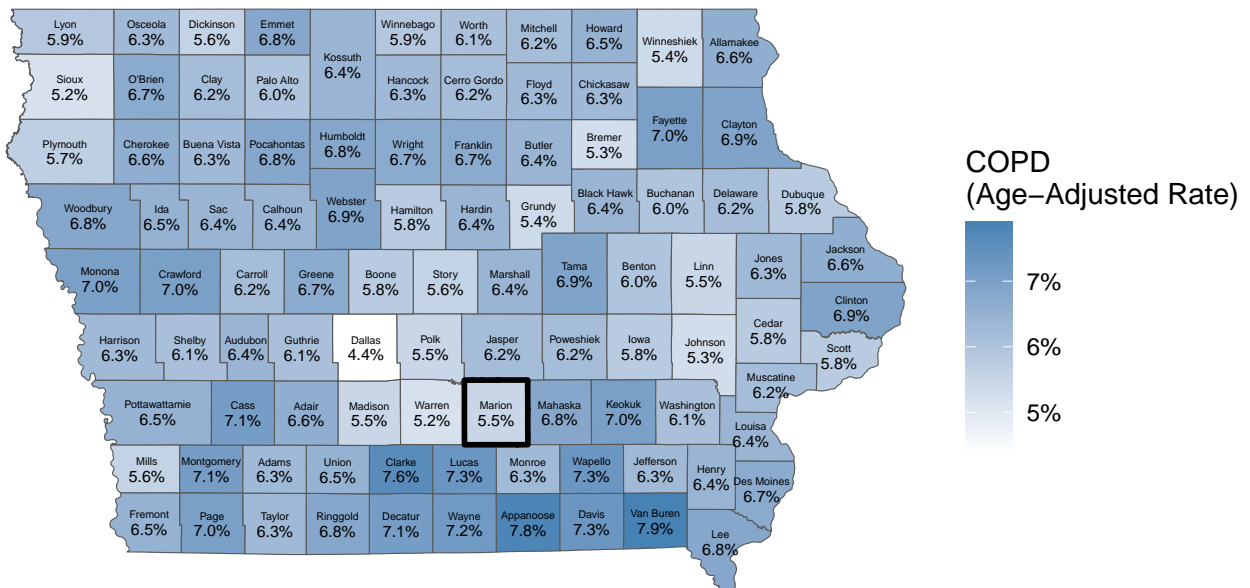 Lyon
5.9%
Osceola
6.3%
Dickinson
5.6%
Emmet
6.8%
Kossuth
6.4%
Winnebago
5.9%
Worth
6.1%
Mitchell
6.2%
Howard
6.5%
Winneshiek
5.4%
Allamakee
6.6%
Sioux
5.2%
O'Brien
6.7%
Clay
6.2%
Palo Alto
6.0%
Hancock
6.3%
Cerro Gordo
6.2%
Floyd
6.3%
Chickasaw
6.3%
Fayette
7.0%
Clayton
6.9%
Plymouth
5.7%
Cherokee
6.6%
Buena Vista
6.3%
Pocahontas
6.8%
Humboldt
6.8%
Wright
6.7%
Franklin
6.7%
Butler
6.4%
Bremer
5.3%
Woodbury
6.8%
Ida
6.5%
Sac
6.4%
Calhoun
6.4%
Webster
6.9%
Hamilton
5.8%
Hardin
6.4%
Grundy
5.4%
Black Hawk
6.4%
Buchanan
6.0%
Delaware
6.2%
Dubuque
5.8%
Monona
7.0%
Crawford
7.0%
Carroll
6.2%
Greene
6.7%
Boone
5.8%
Story
5.6%
Marshall
6.4%
Tama
6.9%
Benton
6.0%
Linn
5.5%
Jones
6.3%
Jackson
6.6%
Clinton
6.9%
Harrison
6.3%
Shelby
6.1%
Audubon
6.4%
Guthrie
6.1%
Dallas
4.4%
Polk
5.5%
Jasper
6.2%
Poweshiek
6.2%
Iowa
5.8%
Johnson
5.3%
Cedar
5.8%
Scott
5.8%
Muscatine
6.2%
Pottawattamie
6.5%
Cass
7.1%
Adair
6.6%
Madison
5.5%
Warren
5.2%
Marion
5.5%
Mahaska
6.8%
Keokuk
7.0%
Washington
6.1%
Louisa
6.4%
Mills
5.6%
Montgomery
7.1%
Adams
6.3%
Union
6.5%
Clarke
7.6%
Lucas
7.3%
Monroe
6.3%
Wapello
7.3%
Jefferson
6.3%
Henry
6.4%
Des Moines
6.7%
Fremont
6.5%
Page
7.0%
Taylor
6.3%
Ringgold
6.8%
Decatur
7.1%
Wayne
7.2%
Appanoose
7.8%
Davis
7.3%
Van Buren
7.9%
Lee
6.8%
COPD
(Age−Adjusted Rate)
7%
6%
5%